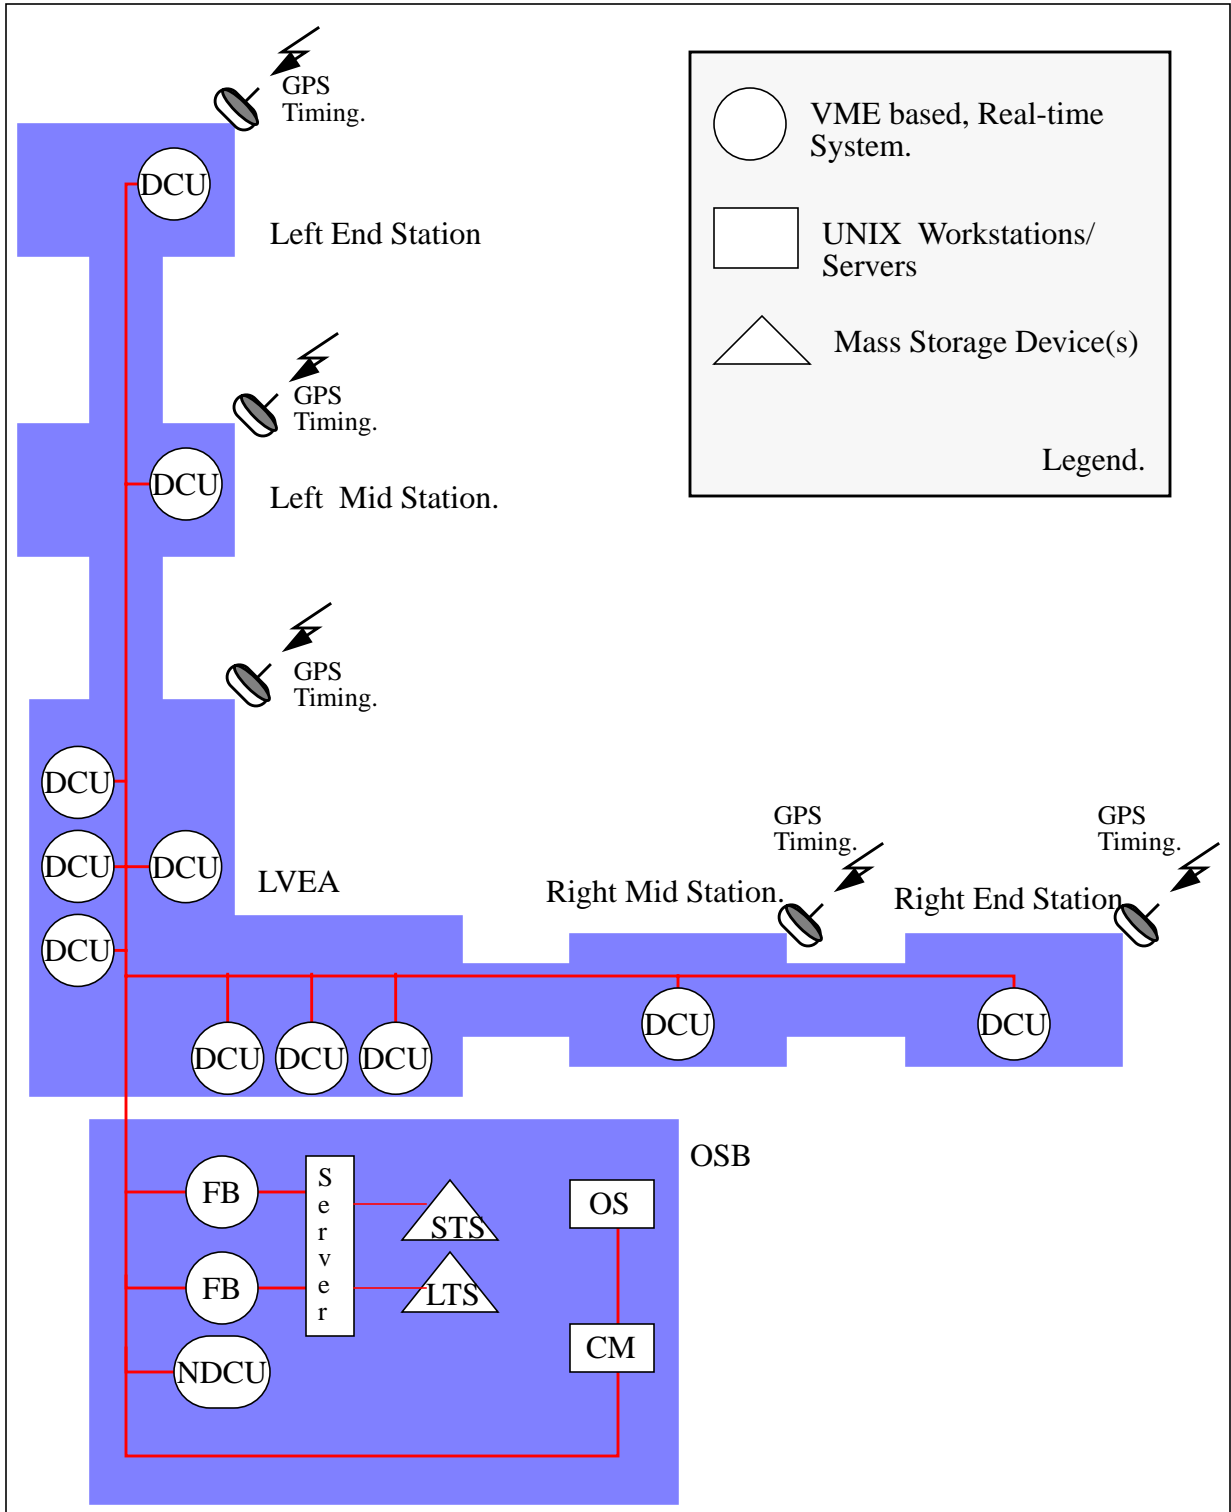 GPS
Timing.
DCU
Left End Station
VME based, Real-time
System.
UNIX  Workstations/
Servers
Mass Storage Device(s)
Legend.
GPS
Timing.
DCU
Left  Mid Station.
GPS
Timing.
DCU
DCU
DCU
DCU
LVEA
GPS
Timing.
GPS
Timing.
Right Mid Station.
Right End Station
DCU
DCU
DCU
DCU
DCU
OSB
FB
Server
STS
OS
FB
LTS
NDCU
CM